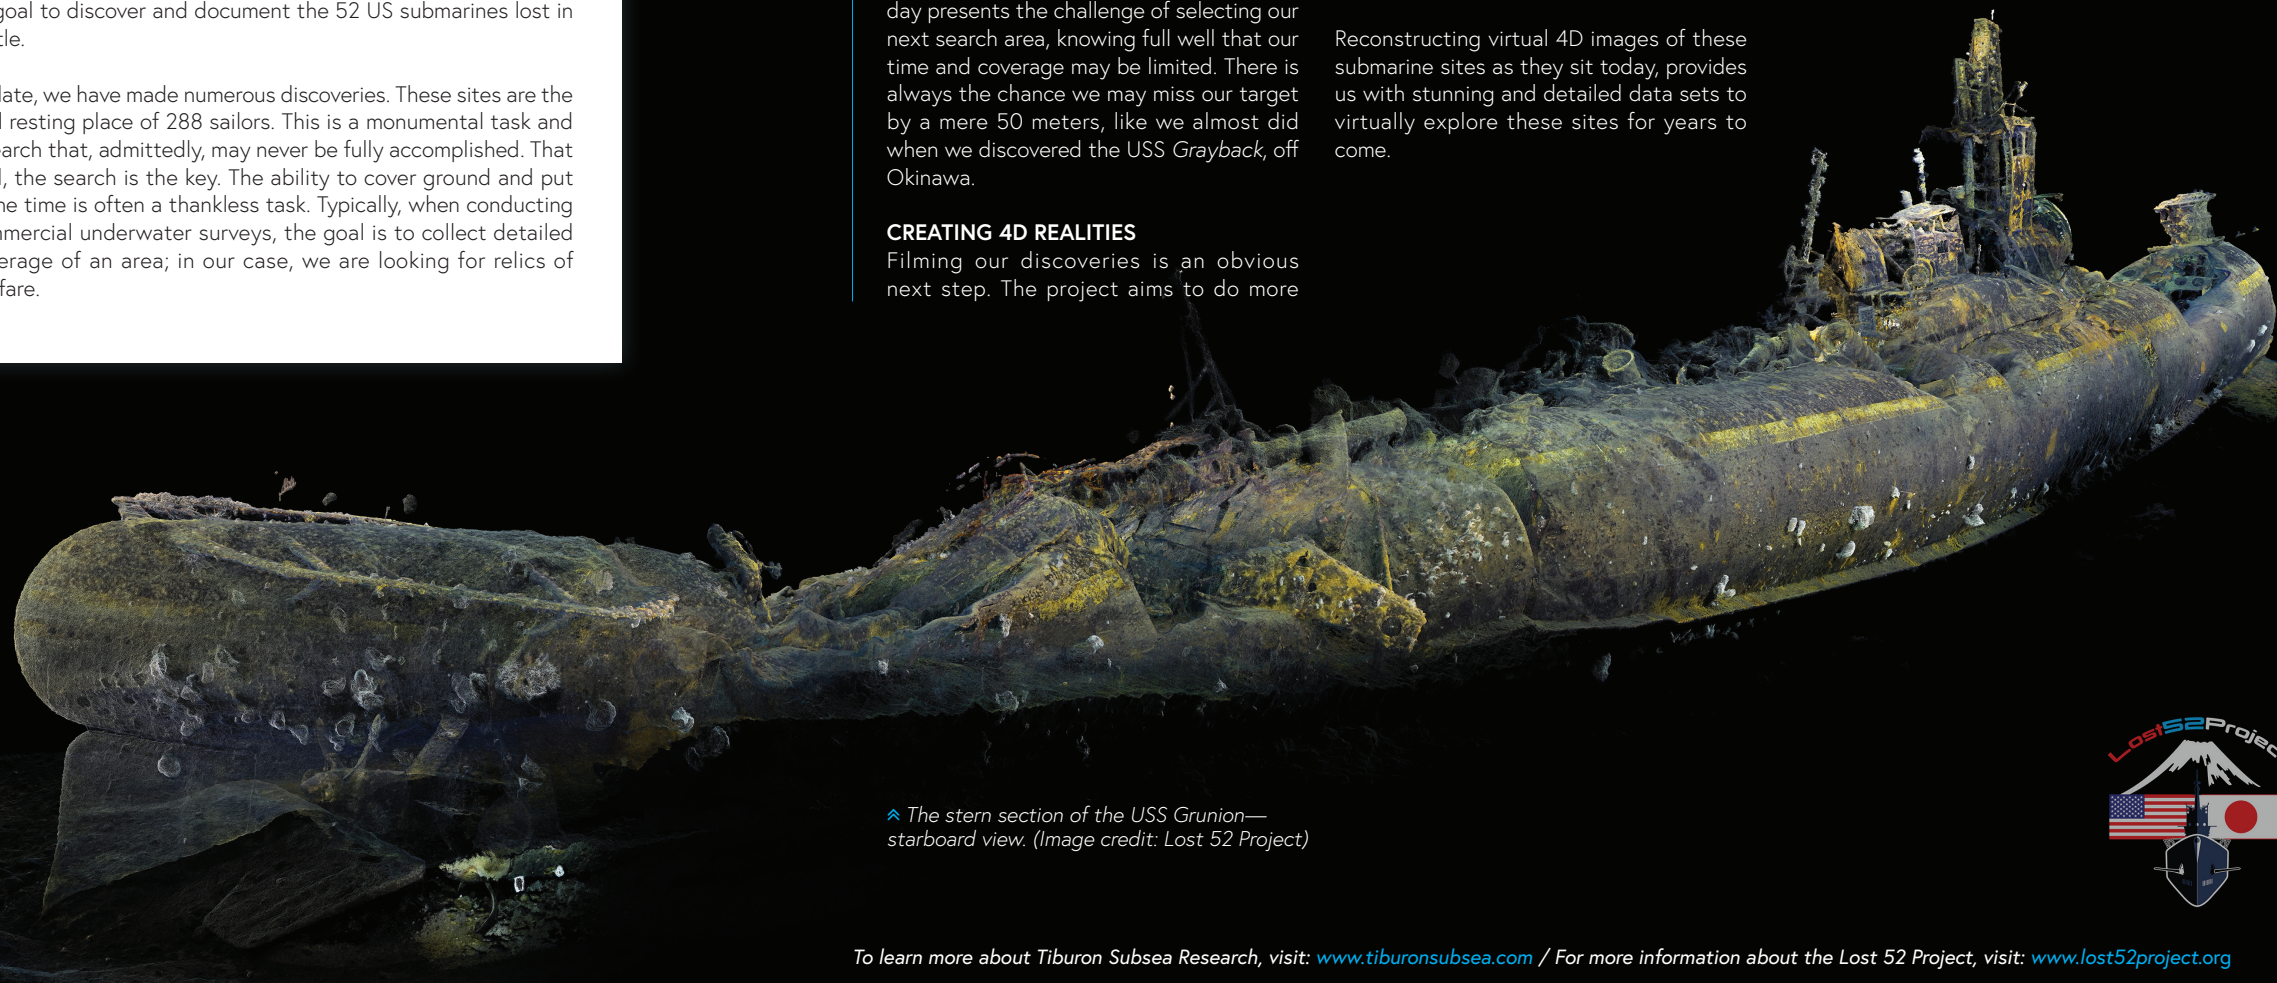 goal to discover and document the 52 US submarines lost in
late, we have made numerous discoveries. These sites are the
resting place of 288 sailors. This is a monumental task and
that, admittedly, may never be fully accomplished. That
the search is the key. The ability to cover ground and put
time is often a thankless task. Typically, when conducting
underwater surveys, the goal is to collect detailed
of an area; in our case, we are looking for relics of
day presents the challenge of selecting our
next search area, knowing full well that our
time and coverage may be limited. There is
always the chance we may miss our target
by a mere 50 meters, like we almost did
when we discovered the USS Grayback, off
Okinawa.
CREATING 4D REALITIES
Filming our discoveries is an obvious
next step. The project aims to do more
Reconstructing virtual 4D images of these
submarine sites as they sit today, provides
us with stunning and detailed data sets to
virtually explore these sites for years to
come.
The stern section of the USS Grunion—
starboard view. (Image credit: Lost 52 Project)
Lost52Projec
To learn more about Tiburon Subsea Research, visit: www.tiburonsubsea.com / For more information about the Lost 52 Project, visit: www.lost52project.org